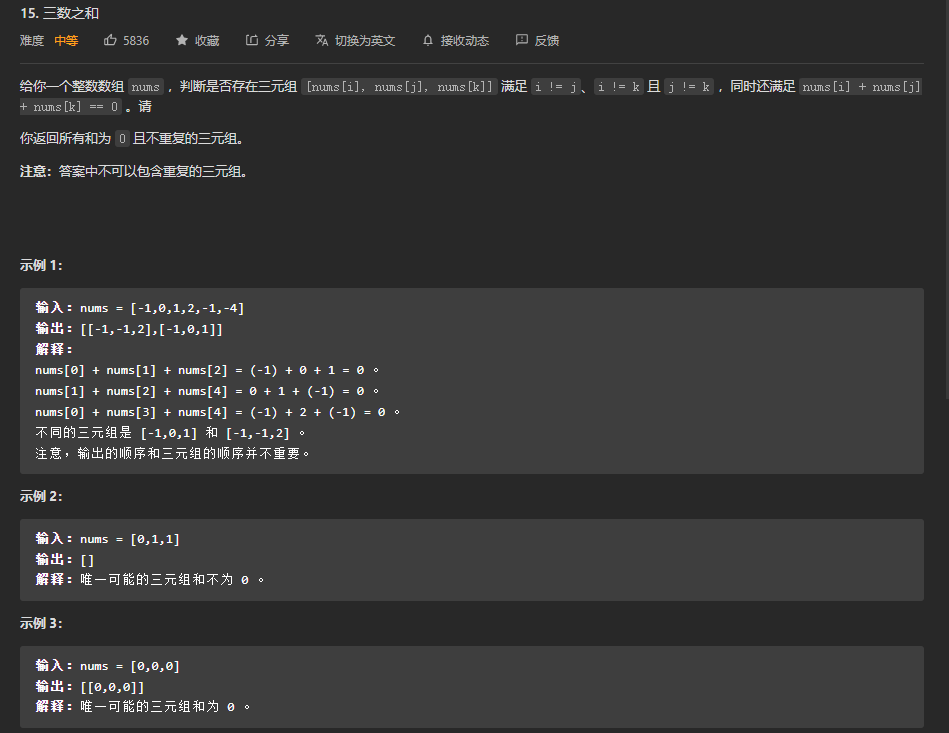 15. 三数之和
难度 中等 5836 收藏 分享 切换为英文 接收动态 反馈
给你一个整数数组 nums ，判断是否存在三元组 [nums[i], nums[j], nums[k]] 满足 i != j、i != k 且 j != k ，同时还满足 nums[i] + nums[j]
+ nums[k] == 0 。请
你返回所有和为 0 且不重复的三元组。
注意：答案中不可以包含重复的三元组。
示例 1：
输入：nums = [-1,0,1,2,-1,-4]
输出：[[-1,-1,2],[-1,0,1]]
解释：
nums[0] + nums[1] + nums[2] = (-1) + 0 + 1 = 0 。
nums[1] + nums[2] + nums[4] = 0 + 1 + (-1) = 0 。
nums[0] + nums[3] + nums[4] = (-1) + 2 + (-1) = 0 。
不同的三元组是 [-1,0,1] 和 [-1,-1,2] 。
注意，输出的顺序和三元组的顺序并不重要。
示例 2：
输入：nums = [0,1,1]
输出：[]
解释：唯一可能的三元组和不为 0 。
示例 3：
输入：nums = [0,0,0]
输出：[[0,0,0]]
解释：唯一可能的三元组和为 0 。